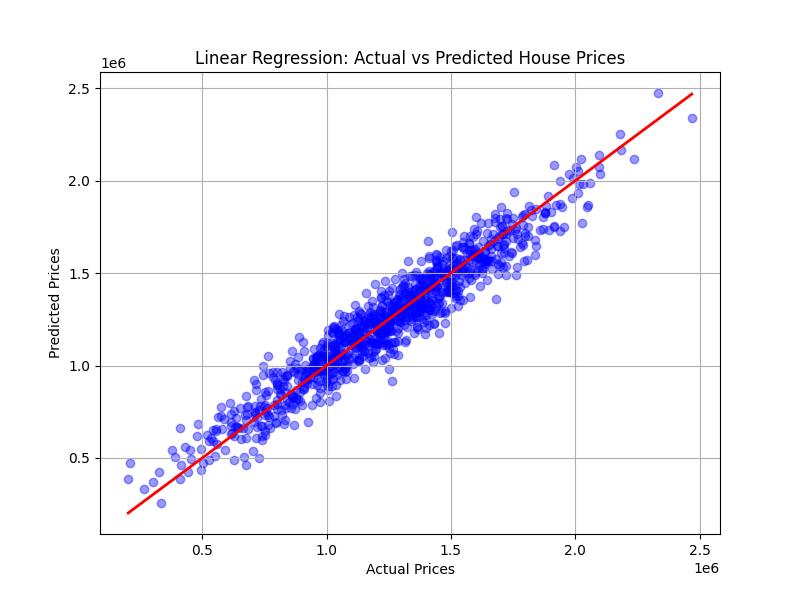 Linear Regression: Actual vs Predicted House Prices
1e6
2.5
2.0
1.5
1.0
0.5
Predicted Prices
0.5 1.0 1.5 2.0 2.5
Actual Prices
1e6